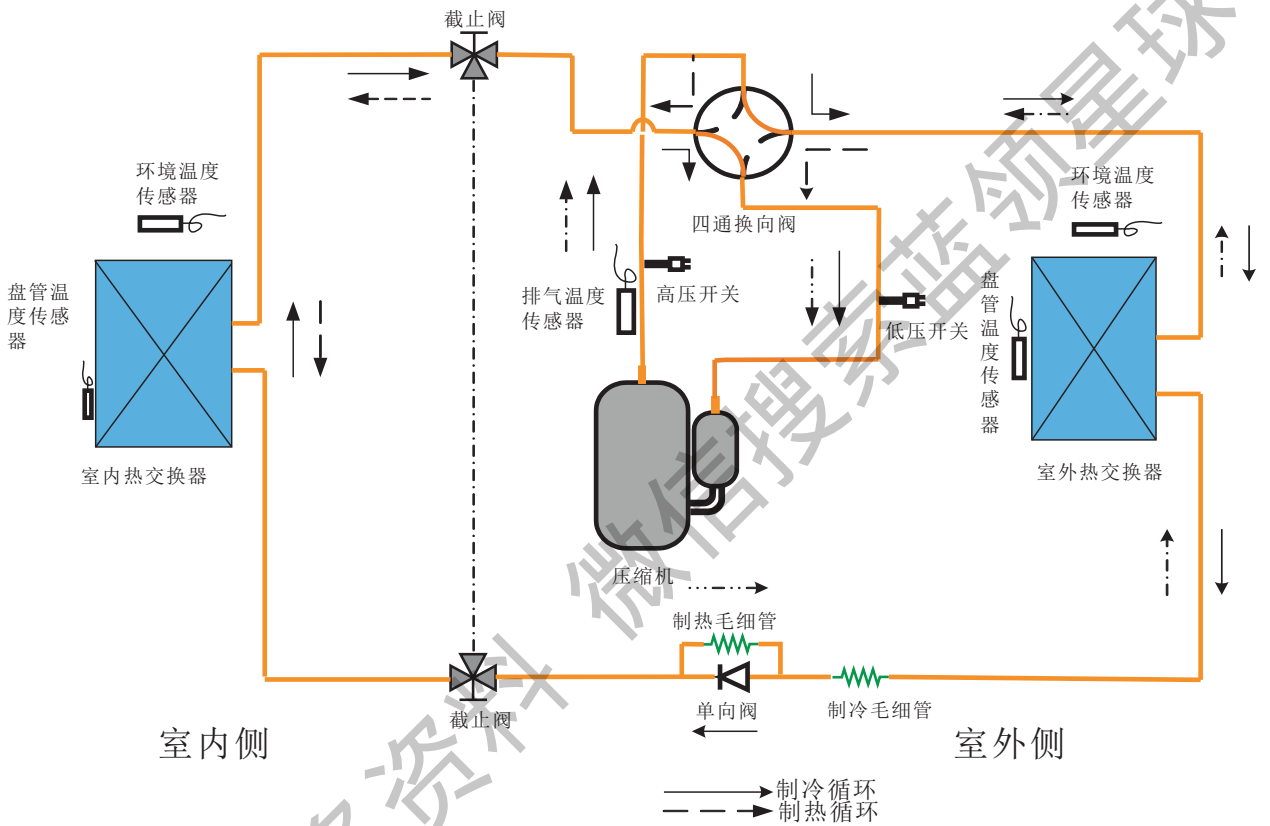 截止阀
环境温度
传感器
四通换向阀
环境温度
传感器
盘管温
度传感
器
排气温度
传感器
高压开关
低压开关
盘
管
温
度
传
感
器
室内热交换器
室外热交换器
压缩机
制热毛细管
截止阀
单向阀
制冷毛细管
室内侧
室外侧
制冷循环
制热循环
资料 微信搜索蓝领星球